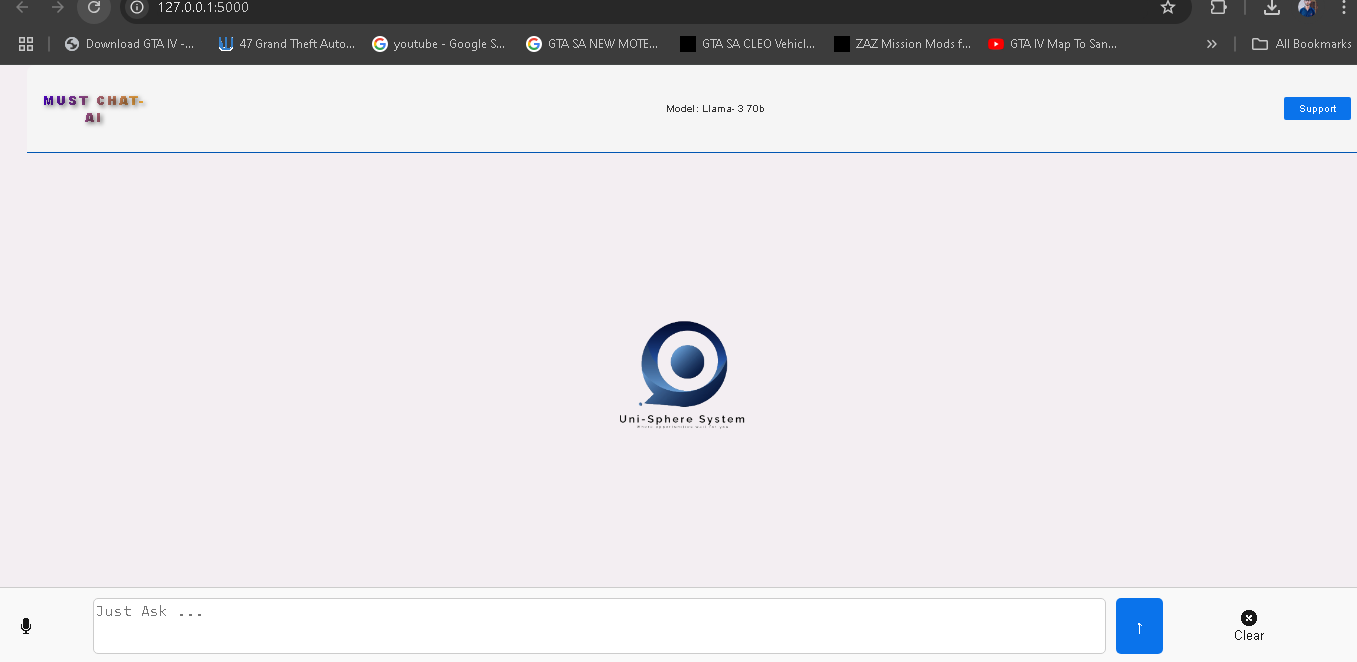 127.0.0.1:5000
Download GTA IV -...
47 Grand Theft Auto...
youtube - Google S...
GTA SA NEW MOTE...
GTA SA CLEO Vehicl...
ZAZ Mission Mods f...
GTA IV Map To San...
All Bookmarks
MUST CHAT-
AI
Model: Llama- 3 70b
Support
Uni-Sphere System
Just Ask ...
Clear